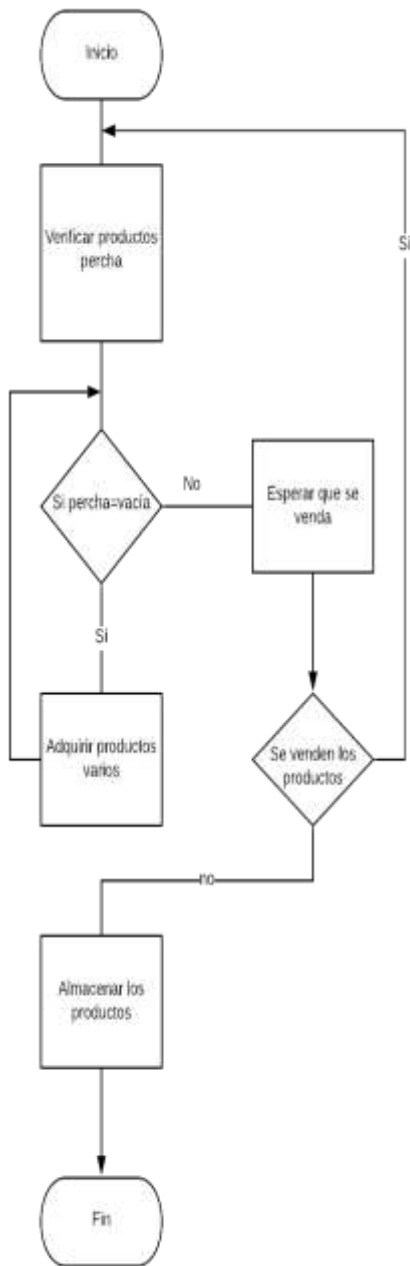 Inicio
Si
Verificar productos
percha
Si percha=vacía
No
Esperar que se
venda
Si
Adquirir productos
varios
Se venden los
productos
no
Almacenar los
productos
Fin